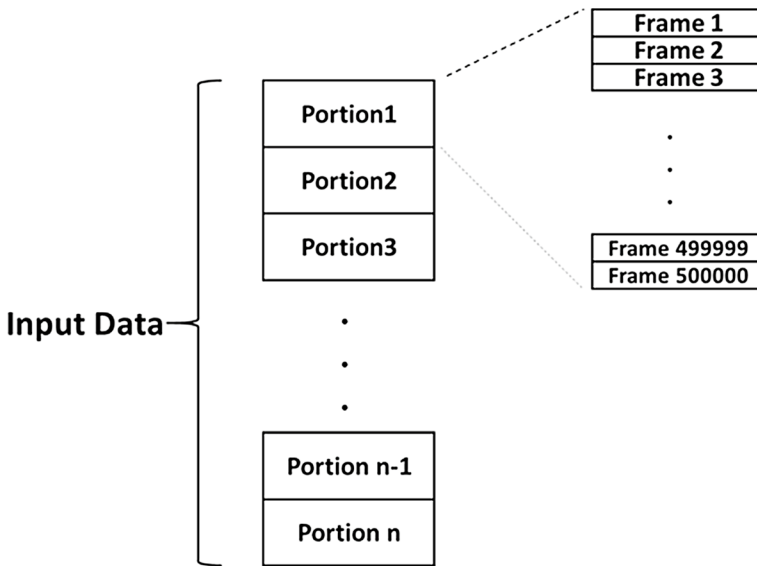 Frame 1
Frame 2
Frame 3
Frame 499999
Frame 500000
Input Data
Portion1
Portion2
Portion3
Portion n-1
Portion n